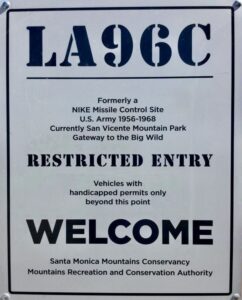 LA96C
Formerly a
NIKE Missile Control Site
U.S. Army 1956-1968
Currently San Vicente Mountain Park
Gateway to the Big Wild
RESTRICTED ENTRY
Vehicles with
handicapped permits only
beyond this point
WELCOME
Santa Monica Mountains Conservancy
Mountains Recreation and Conservation Authority